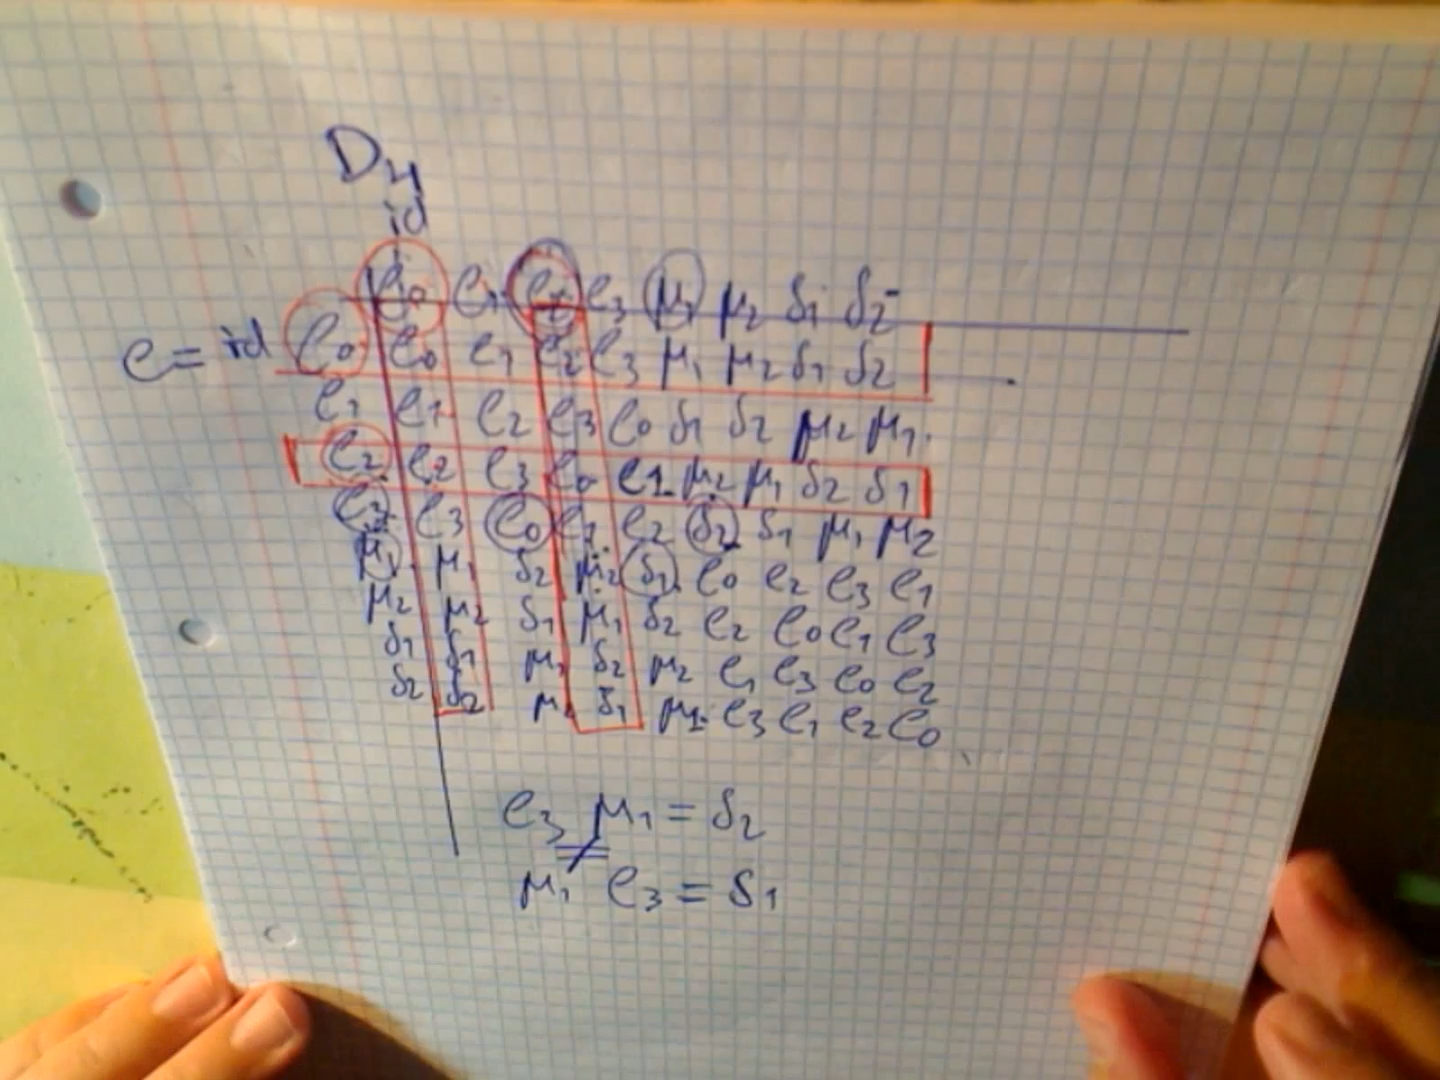 D4
id
e0 e1 e2 e3 μ1 μ2 δ1 δ2
e = id e0 e0 e1 e2 e3 μ1 μ2 δ1 δ2
e1 e1 e2 e3 e0 δ1 δ2 μ2 μ1
e2 e2 e3 e0 e1 μ2 μ1 δ2 δ1
e3 e3 e0 e1 e2 δ2 δ1 μ1 μ2
μ1 μ1 δ2 μ2 δ1 e0 e2 e3 e1
μ2 μ2 δ1 μ1 δ2 e2 e0 e1 e3
δ1 δ1 μ1 δ2 μ2 e1 e3 e0 e2
δ2 δ2 μ2 δ1 μ1 e3 e1 e2 e0
e3 μ1 = δ2
≠
μ1 e3 = δ1